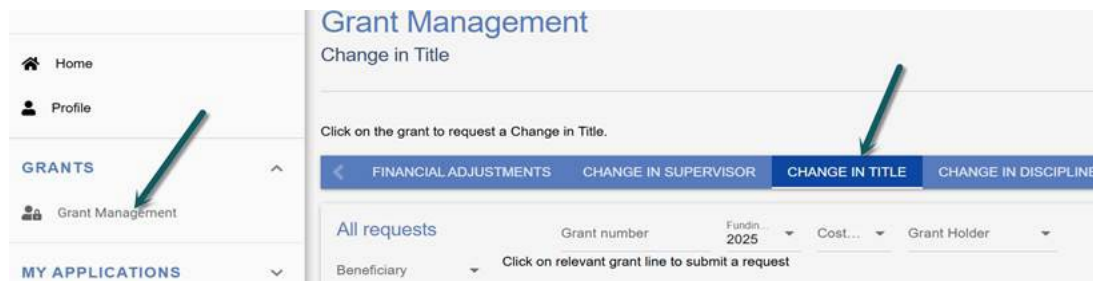 Grant Management
Change in Title
Home
Profile
Click on the grant to request a Change in Title.
GRANTS
FINANCIAL ADJUSTMENTS CHANGE IN SUPERVISOR CHANGE IN TITLE CHANGE IN DISCIPLINE
Grant Management
All requests Grant number Fundin... 2025 Cost... Grant Holder
Beneficiary Click on relevant grant line to submit a request
MY APPLICATIONS